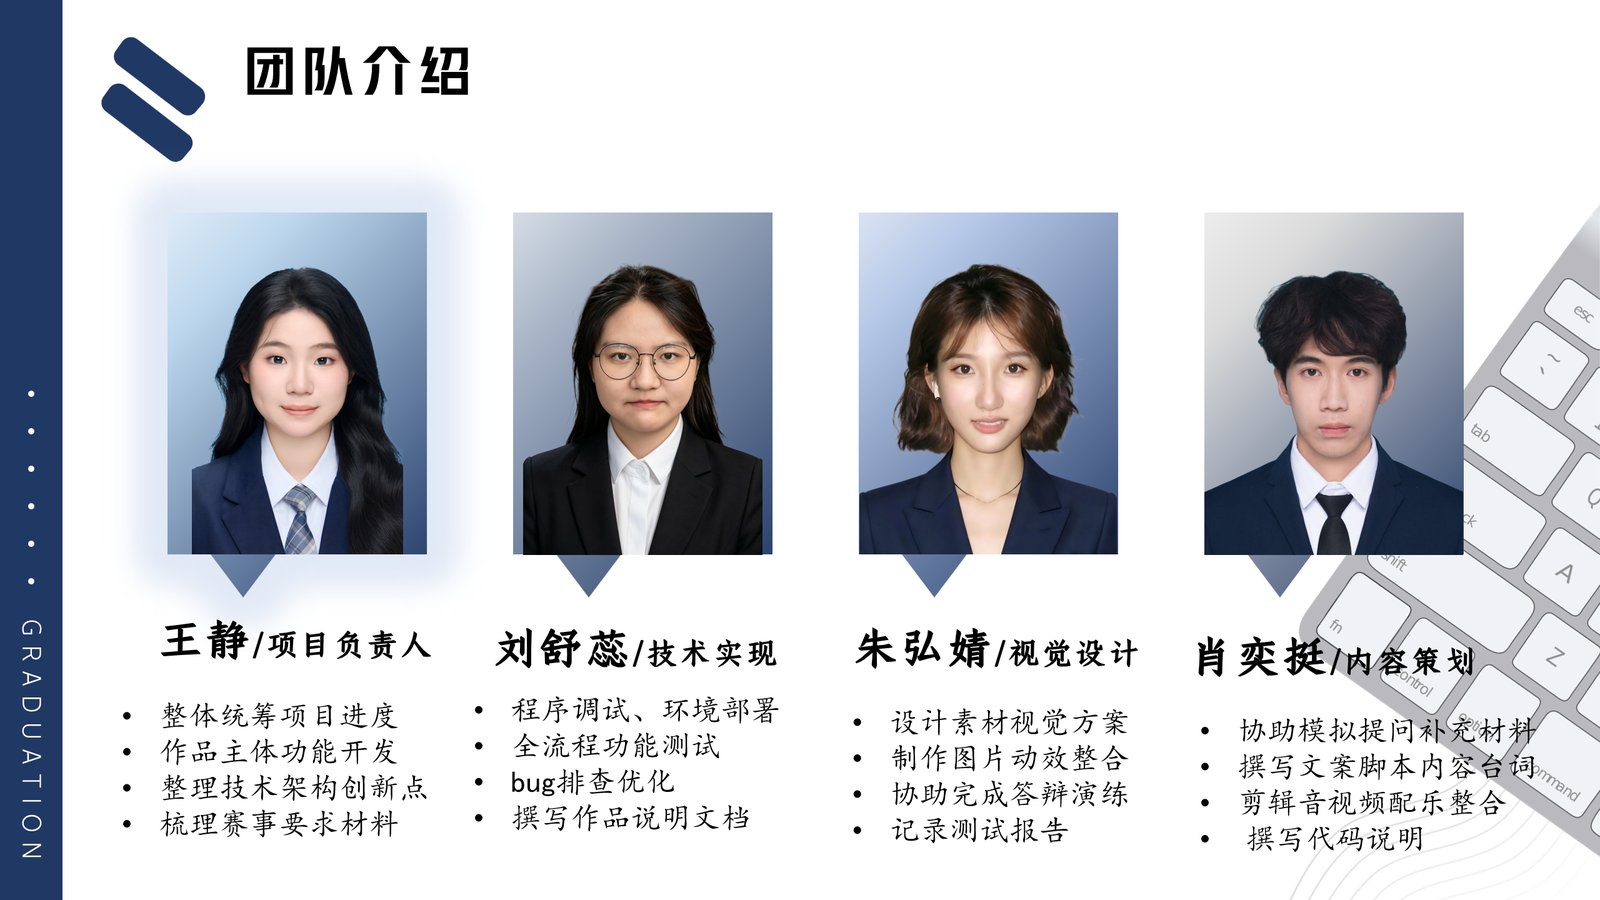 团队介绍
GRADUATION
王静/项目负责人
整体统筹项目进度
作品主体功能开发
整理技术架构创新点
梳理赛事要求材料
刘舒蕊/技术实现
程序调试、环境部署
全流程功能测试
bug排查优化
撰写作品说明文档
朱弘婧/视觉设计
设计素材视觉方案
制作图片动效整合
协助完成答辩演练
记录测试报告
肖奕挺/内容策划
协助模拟提问补充材料
撰写文案脚本内容台词
剪辑音视频配乐整合
撰写代码说明
esc
~
tab
Q
shift
A
fn
control
Z
command